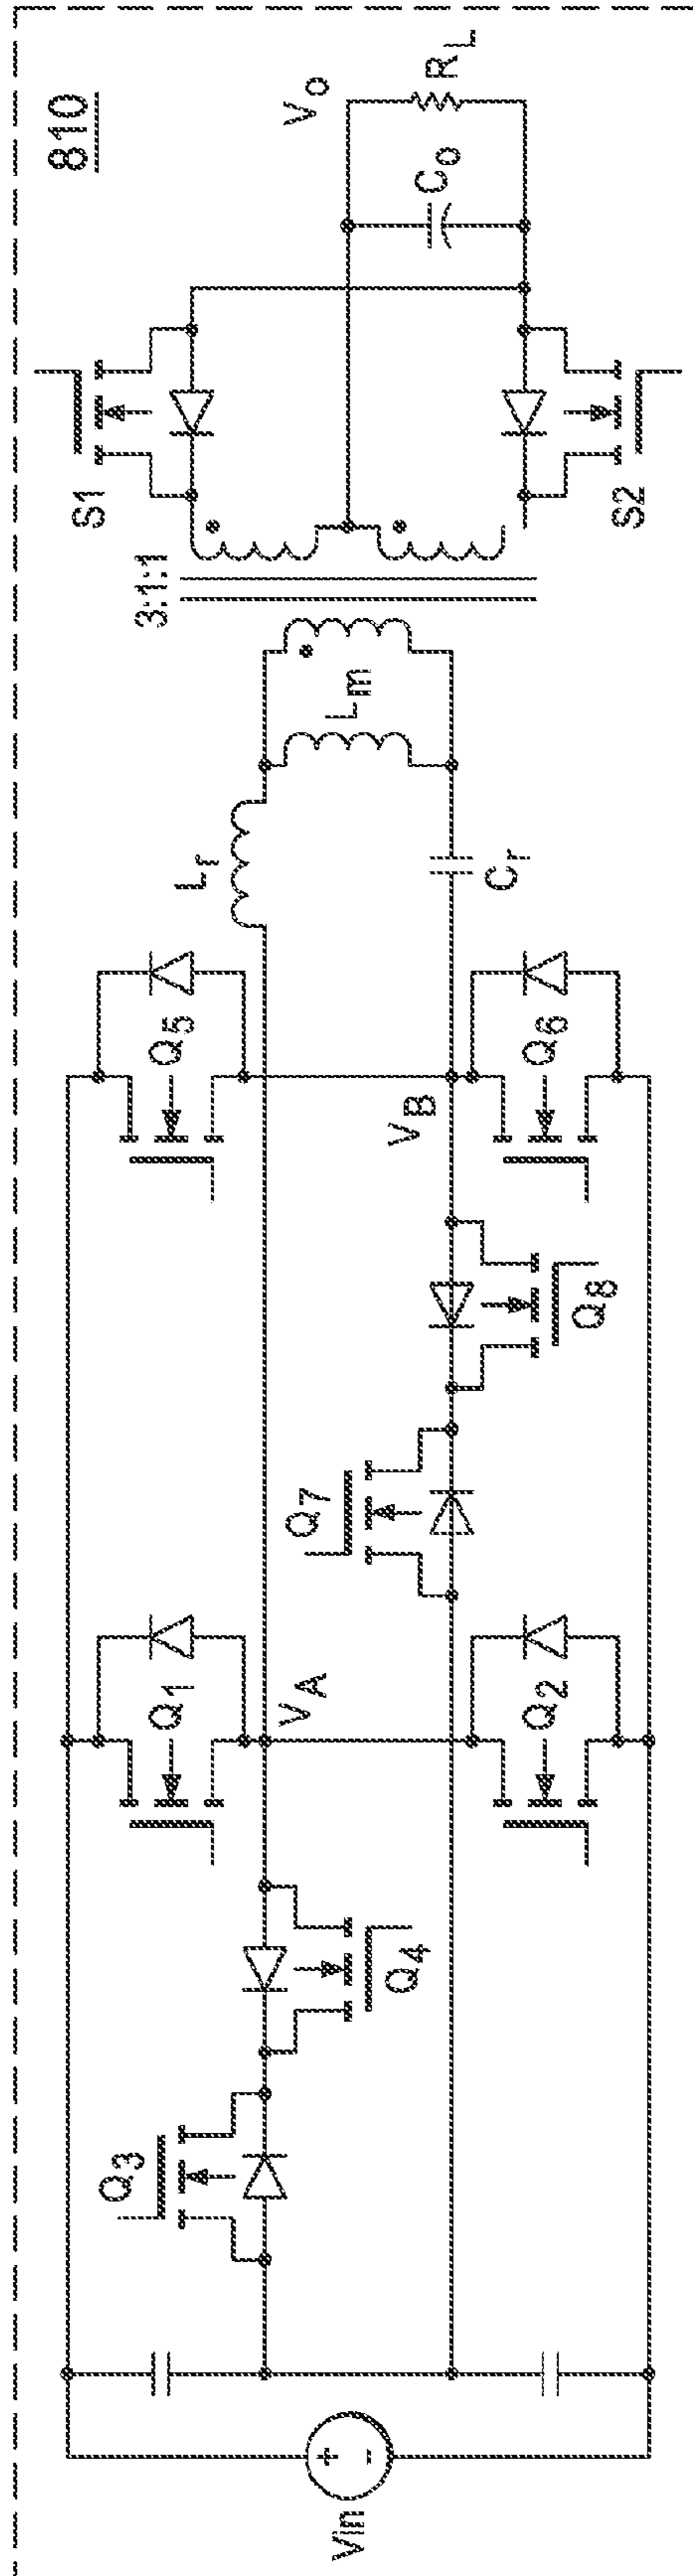 810
Vin
+
-
Q3
Q4
Q1
VA
Q2
Q7
Q8
Q5
VB
Q6
Lr
Cr
Lm
3:1:1
S1
S2
Vo
Co
RL